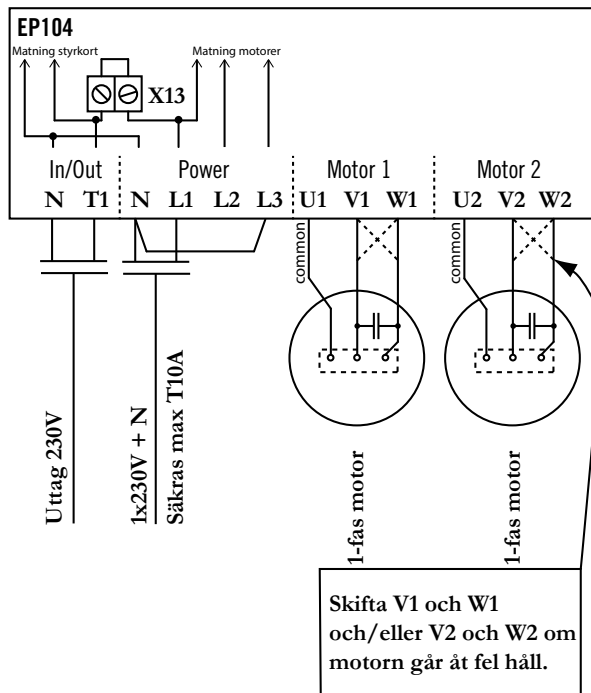 EP104
Matning styrkort
Matning motorer
X13
In/Out
Power
Motor 1
Motor 2
N T1 N L1 L2 L3 U1 V1 W1 U2 V2 W2
common
common
Uttag 230V
1x230V + N
Säkras max T10A
1-fas motor
1-fas motor
Skifta V1 och W1
och/eller V2 och W2 om
motorn går åt fel håll.